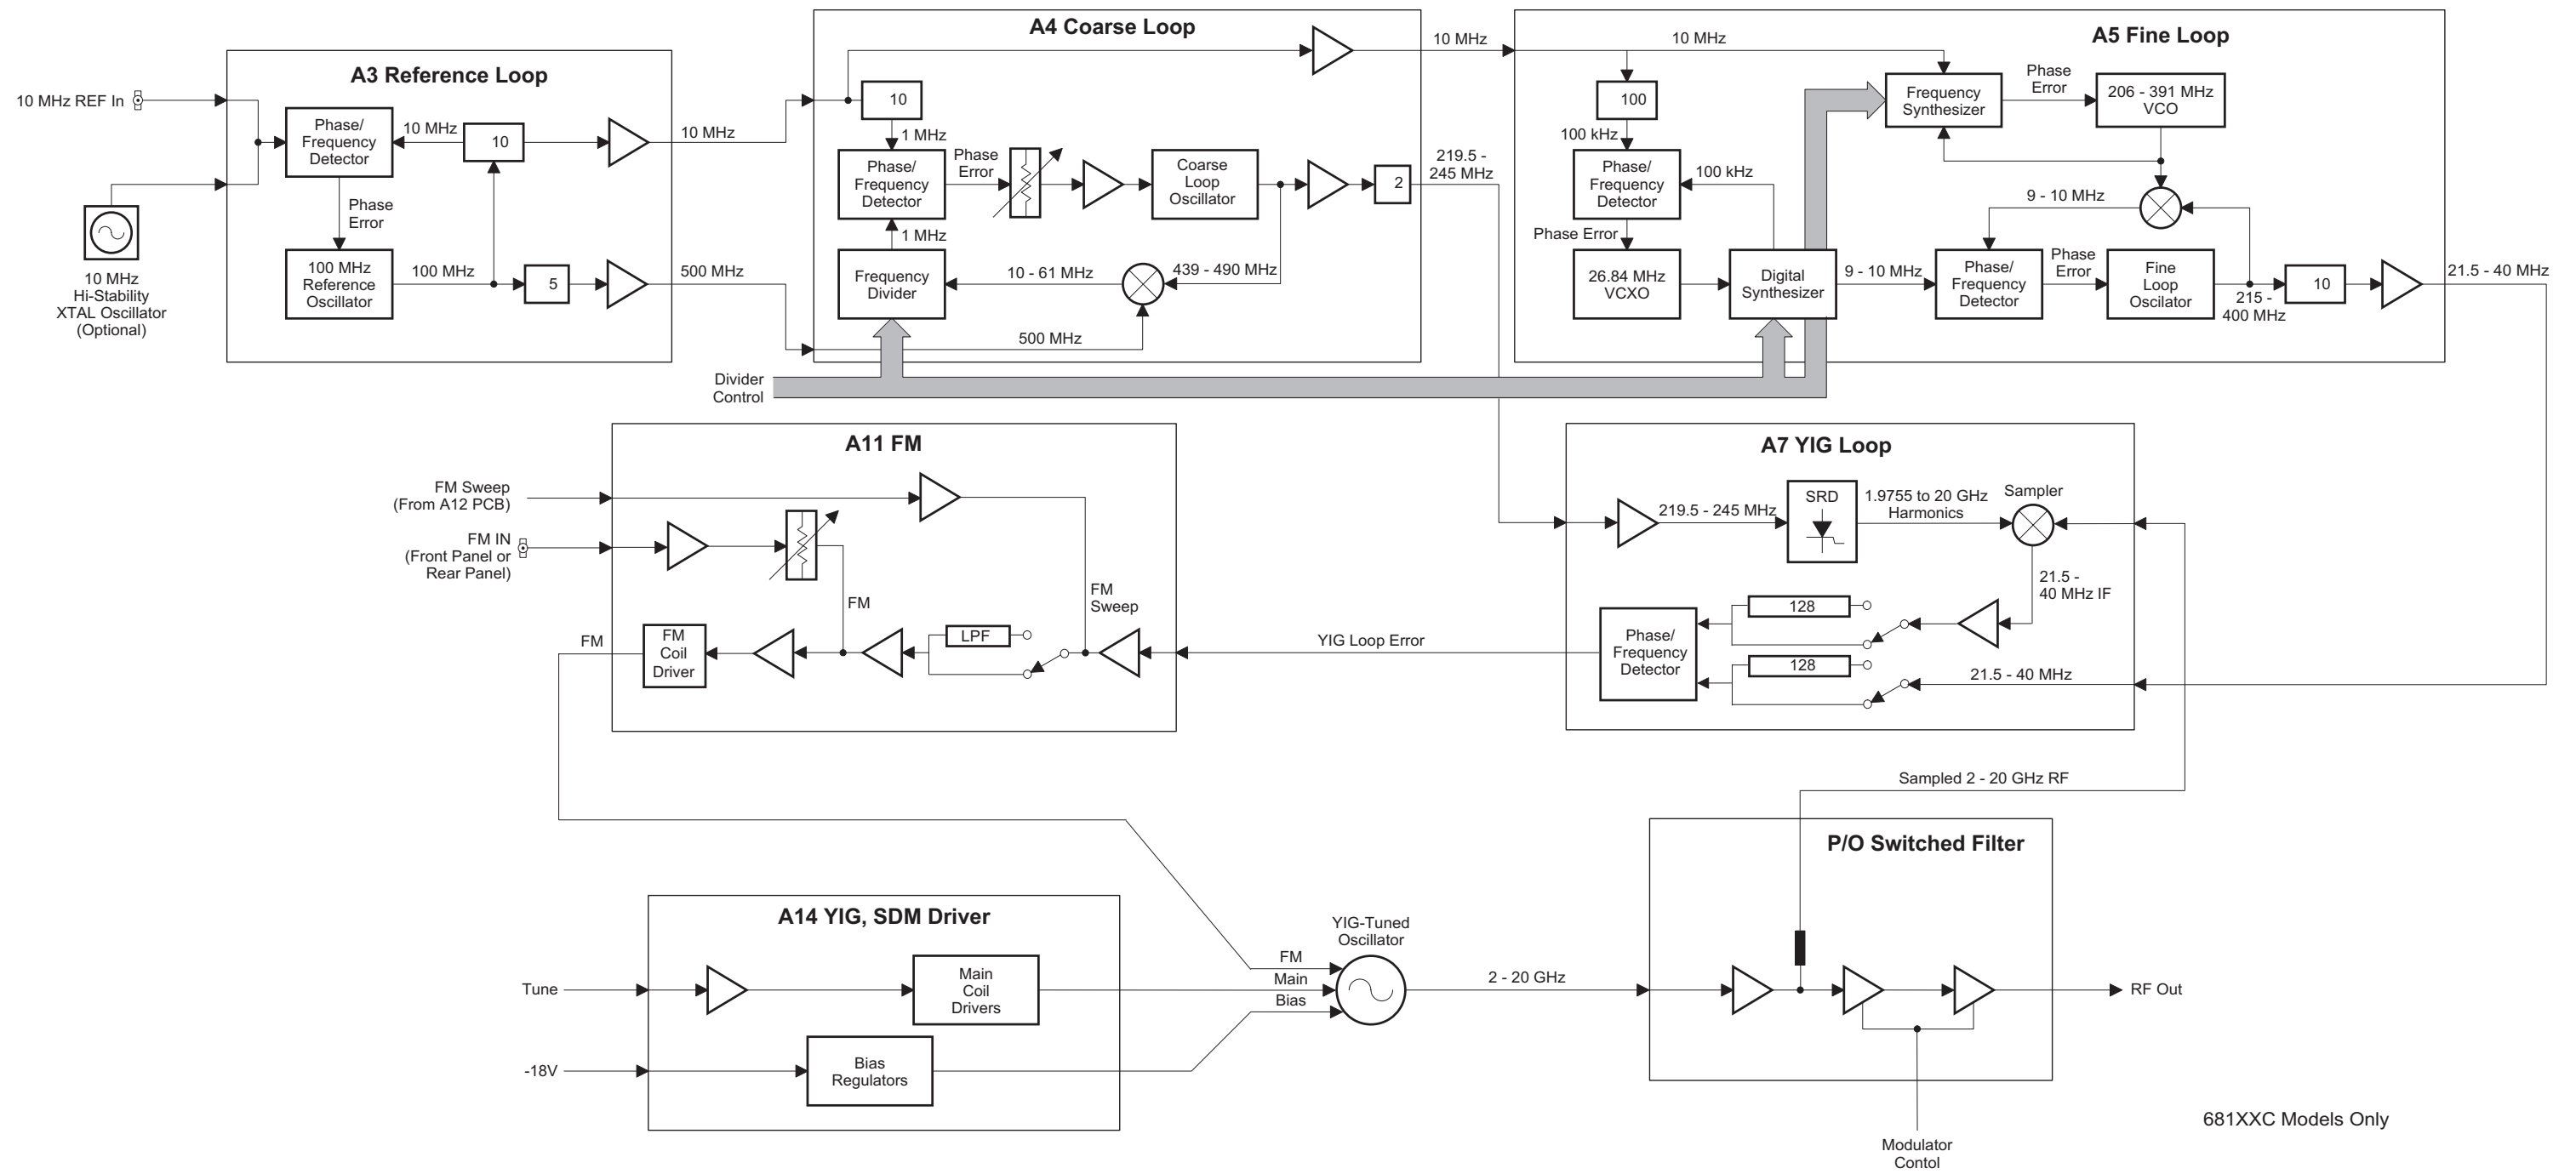 A3 Reference Loop
10 MHz REF In
Phase/
Frequency
Detector
10 MHz
10
10 MHz
Phase
Error
10 MHz
Hi-Stability
XTAL Oscillator
(Optional)
100 MHz
Reference
Oscillator
100 MHz
5
500 MHz
A4 Coarse Loop
10
1 MHz
Phase/
Frequency
Detector
Phase
Error
Coarse
Loop
Oscillator
2
219.5 -
245 MHz
1 MHz
Frequency
Divider
10 - 61 MHz
439 - 490 MHz
500 MHz
10 MHz
A5 Fine Loop
10 MHz
100
100 kHz
Phase/
Frequency
Detector
100 kHz
Phase Error
26.84 MHz
VCXO
Digital
Synthesizer
Frequency
Synthesizer
Phase
Error
206 - 391 MHz
VCO
9 - 10 MHz
9 - 10 MHz
Phase/
Frequency
Detector
Phase
Error
Fine
Loop
Oscilator
215 -
400 MHz
10
21.5 - 40 MHz
Divider
Control
A11 FM
FM Sweep
(From A12 PCB)
FM IN
(Front Panel or
Rear Panel)
FM
FM
Sweep
FM
FM
Coil
Driver
LPF
YIG Loop Error
A7 YIG Loop
219.5 - 245 MHz
SRD
1.9755 to 20 GHz
Harmonics
Sampler
21.5 -
40 MHz IF
128
Phase/
Frequency
Detector
128
21.5 - 40 MHz
Sampled 2 - 20 GHz RF
P/O Switched Filter
A14 YIG, SDM Driver
Tune
Main
Coil
Drivers
-18V
Bias
Regulators
YIG-Tuned
Oscillator
FM
Main
Bias
2 - 20 GHz
RF Out
Modulator
Contol
681XXC Models Only